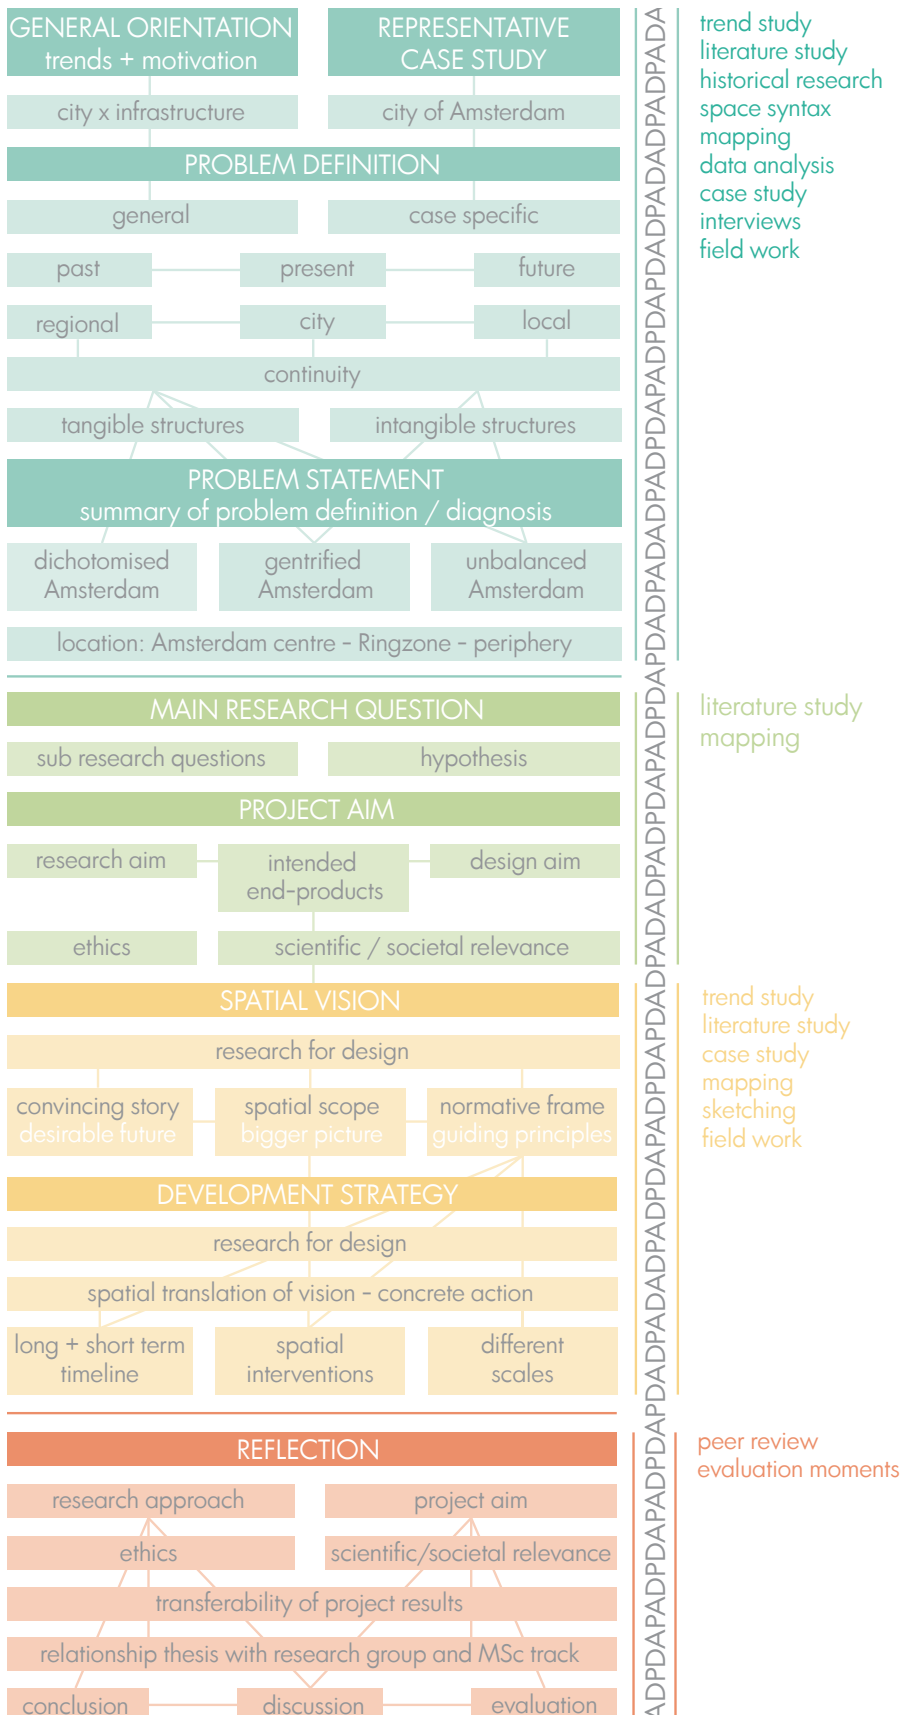 GENERAL ORIENTATION
trends + motivation
REPRESENTATIVE
CASE STUDY
city x infrastructure
city of Amsterdam
PROBLEM DEFINITION
general
case specific
past
present
future
regional
city
local
continuity
tangible structures
intangible structures
PROBLEM STATEMENT
summary of problem definition / diagnosis
dichotomised
Amsterdam
gentrified
Amsterdam
unbalanced
Amsterdam
location: Amsterdam centre - Ringzone - periphery
trend study
literature study
historical research
space syntax
mapping
data analysis
case study
interviews
field work
MAIN RESEARCH QUESTION
sub research questions
hypothesis
PROJECT AIM
research aim
intended
end-products
design aim
ethics
scientific / societal relevance
literature study
mapping
SPATIAL VISION
research for design
convincing story
desirable future
spatial scope
bigger picture
normative frame
guiding principles
DEVELOPMENT STRATEGY
research for design
spatial translation of vision - concrete action
long + short term
timeline
spatial
interventions
different
scales
trend study
literature study
case study
mapping
sketching
field work
REFLECTION
research approach
project aim
ethics
scientific/societal relevance
transferability of project results
relationship thesis with research group and MSc track
conclusion
discussion
evaluation
peer review
evaluation moments